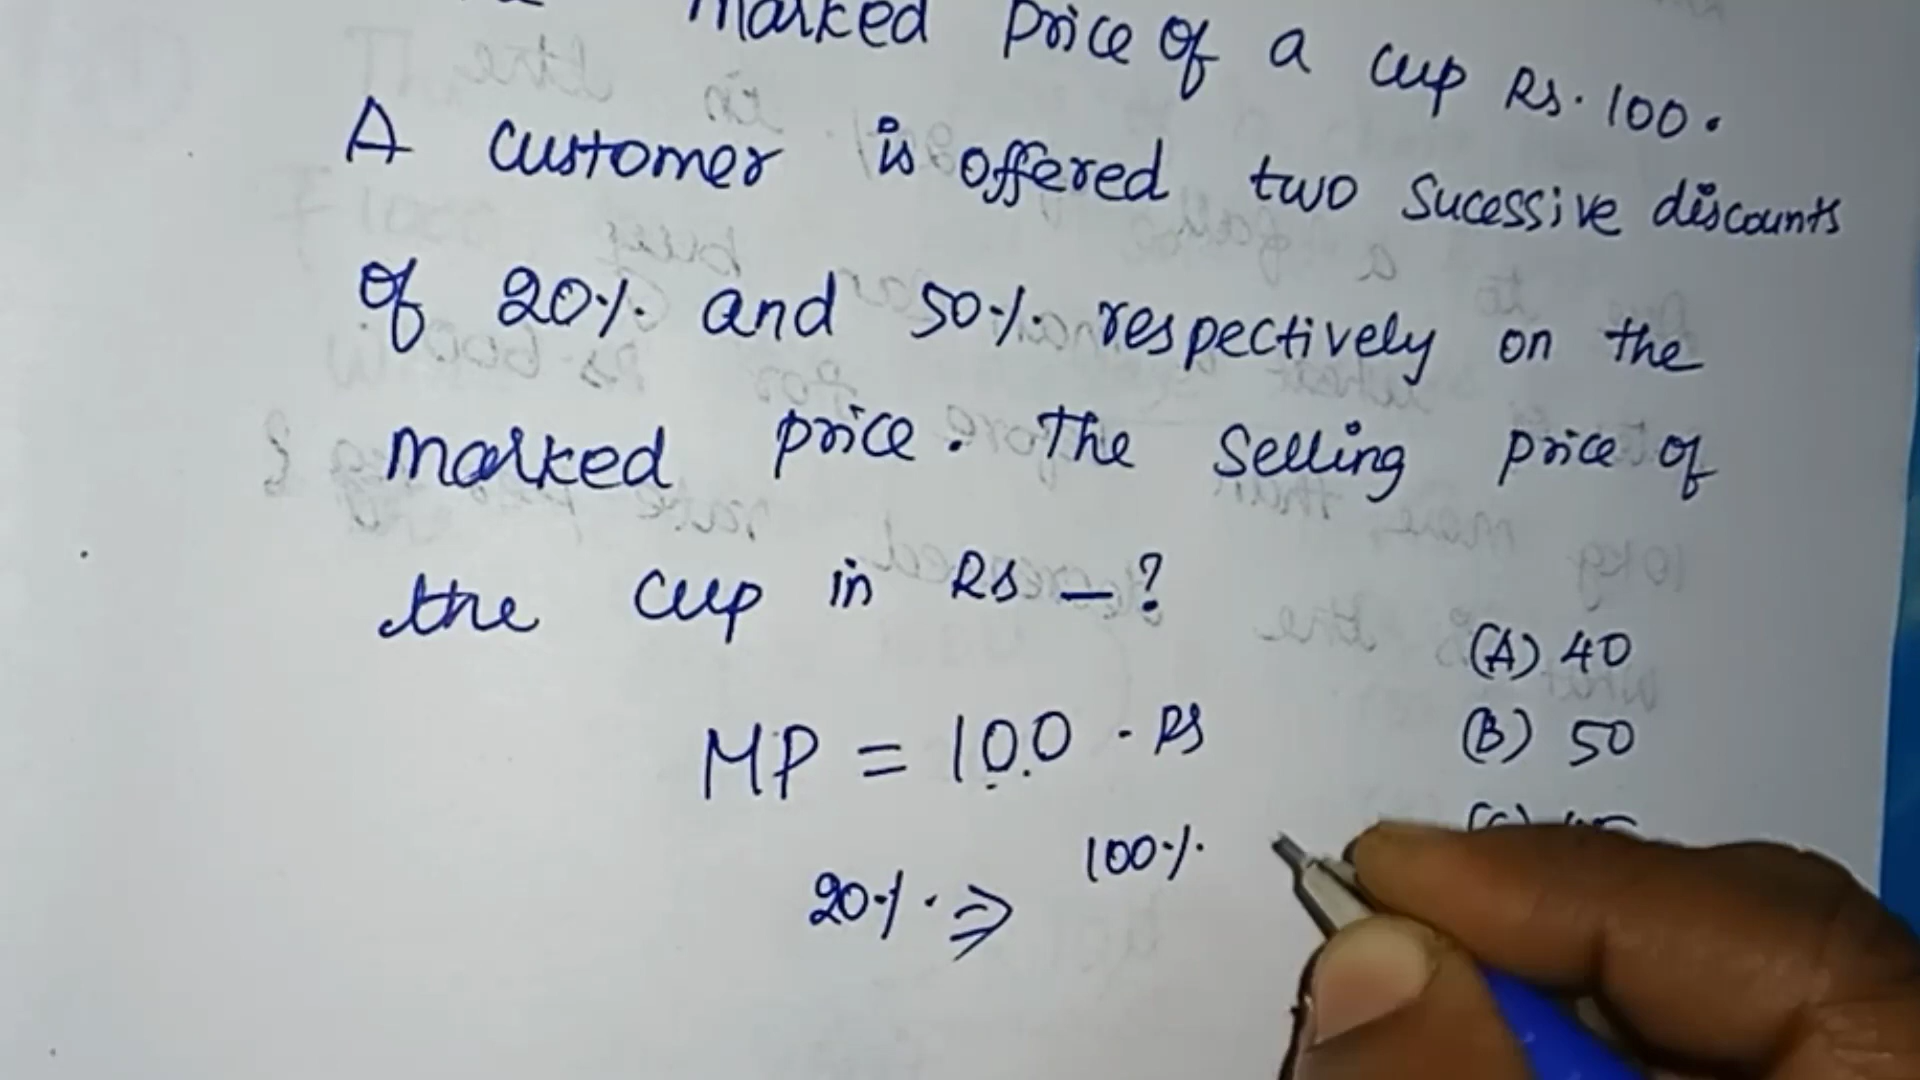 marked price of a cup Rs. 100.
A customer is offered two sucessive discounts
of 20% and 50% respectively on the
marked price. The selling price of
the cup in Rs _ ?
(A) 40
MP = 100 . Rs
(B) 50
(C)
100%
20% . ⇒